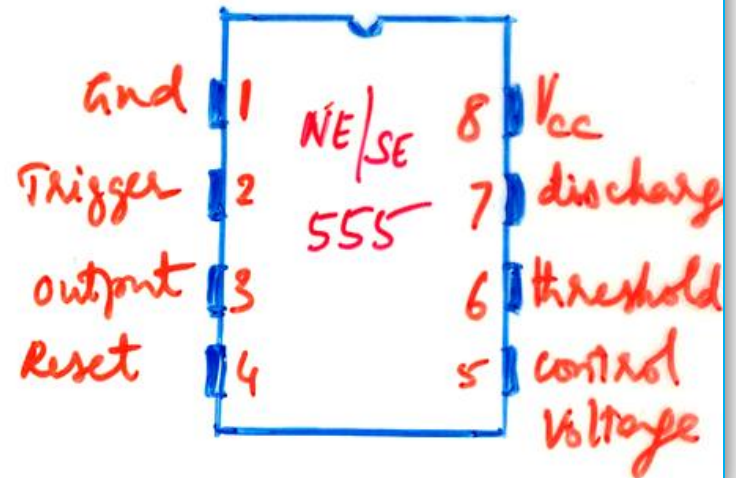 Gnd 1 NE/SE 8 Vcc
Trigger 2 555 7 discharg
output 3 6 threshold
Reset 4 5 control
Voltage